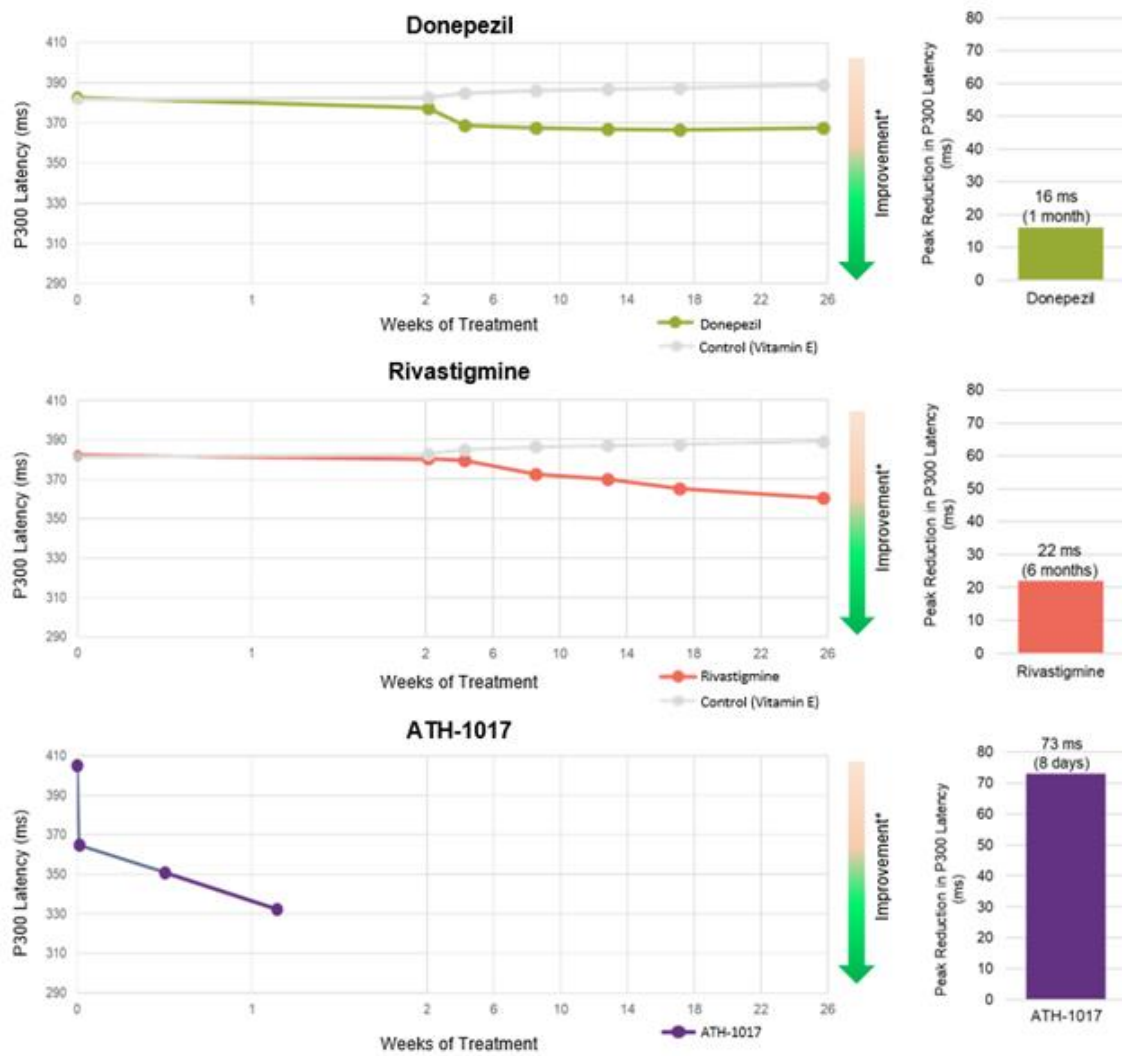 Donepezil
P300 Latency (ms)
410
390
370
350
330
310
290
0 1 2 6 10 14 18 22 26
Weeks of Treatment
Donepezil
Control (Vitamin E)
Improvement*
Peak Reduction in P300 Latency
(ms)
80
70
60
50
40
30
20
10
0
16 ms
(1 month)
Donepezil
Rivastigmine
P300 Latency (ms)
410
390
370
350
330
310
290
0 1 2 6 10 14 18 22 26
Weeks of Treatment
Rivastigmine
Control (Vitamin E)
Improvement*
Peak Reduction in P300 Latency
(ms)
80
70
60
50
40
30
20
10
0
22 ms
(6 months)
Rivastigmine
ATH-1017
P300 Latency (ms)
410
390
370
350
330
310
290
0 1 2 6 10 14 18 22 26
Weeks of Treatment
ATH-1017
Improvement*
Peak Reduction in P300 Latency
(ms)
80
70
60
50
40
30
20
10
0
73 ms
(8 days)
ATH-1017